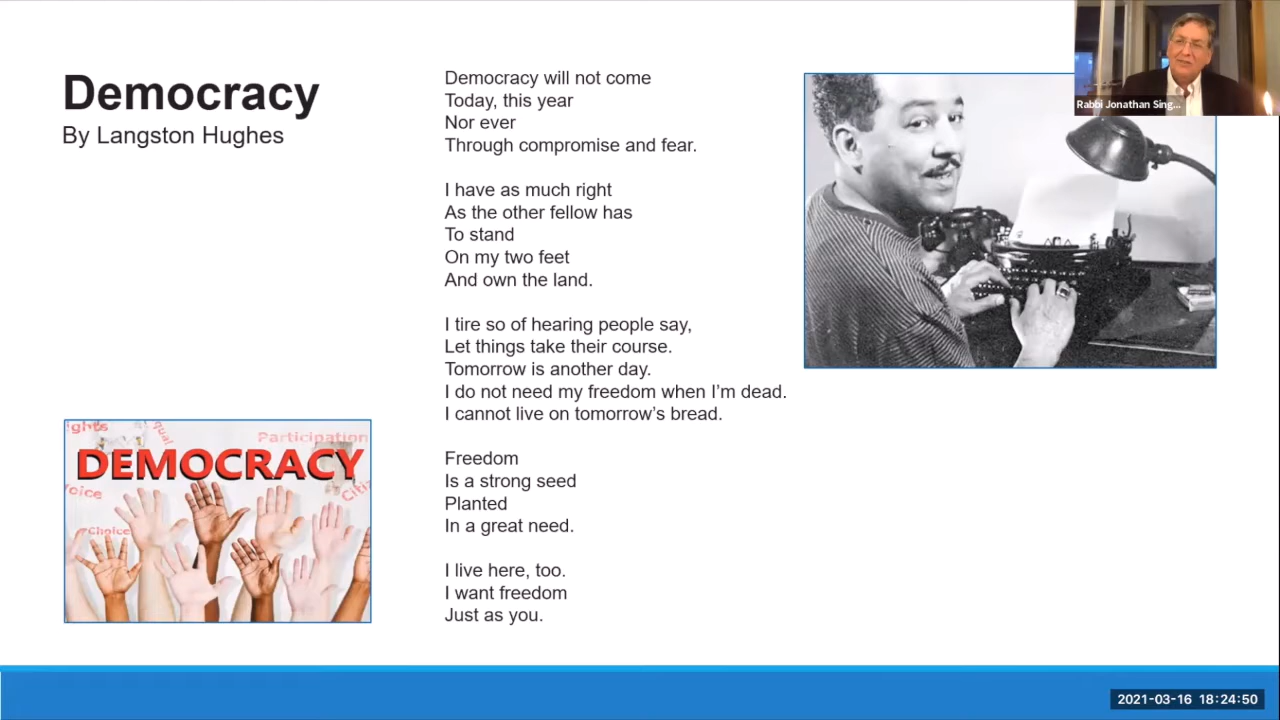 Democracy
By Langston Hughes
Democracy will not come
Today, this year
Nor ever
Through compromise and fear.
I have as much right
As the other fellow has
To stand
On my two feet
And own the land.
I tire so of hearing people say,
Let things take their course.
Tomorrow is another day.
I do not need my freedom when I’m dead.
I cannot live on tomorrow’s bread.
Freedom
Is a strong seed
Planted
In a great need.
I live here, too.
I want freedom
Just as you.
Rabbi Jonathan Sing...
ghts
qual
Participation
DEMOCRACY
oice
Citi
Choice
2021-03-16 18:24:50